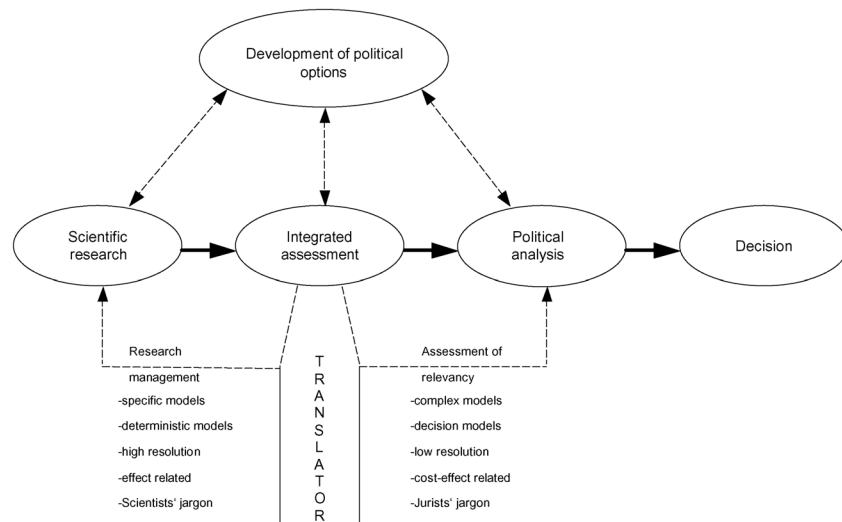 Development of political
options
Scientific
research
Integrated
assessment
Political
analysis
Decision
Research
management
-specific models
-deterministic models
-high resolution
-effect related
-Scientists‘ jargon
T
R
A
N
S
L
A
T
O
R
Assessment of
relevancy
-complex models
-decision models
-low resolution
-cost-effect related
-Jurists‘ jargon